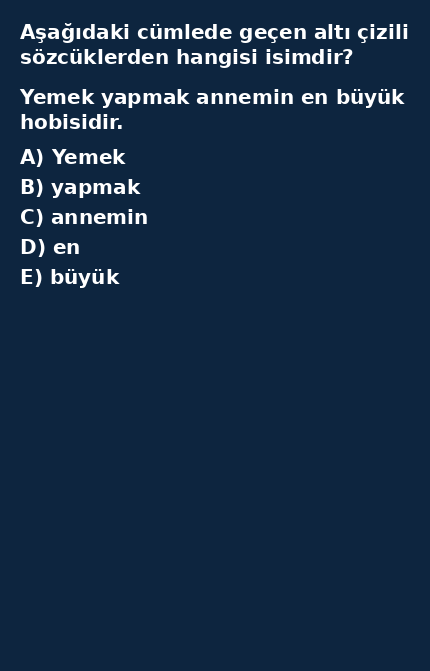 Aşağıdaki cümlede geçen altı çizili
sözcüklerden hangisi isimdir?
Yemek yapmak annemin en büyük
hobisidir.
A) Yemek
B) yapmak
C) annemin
D) en
E) büyük